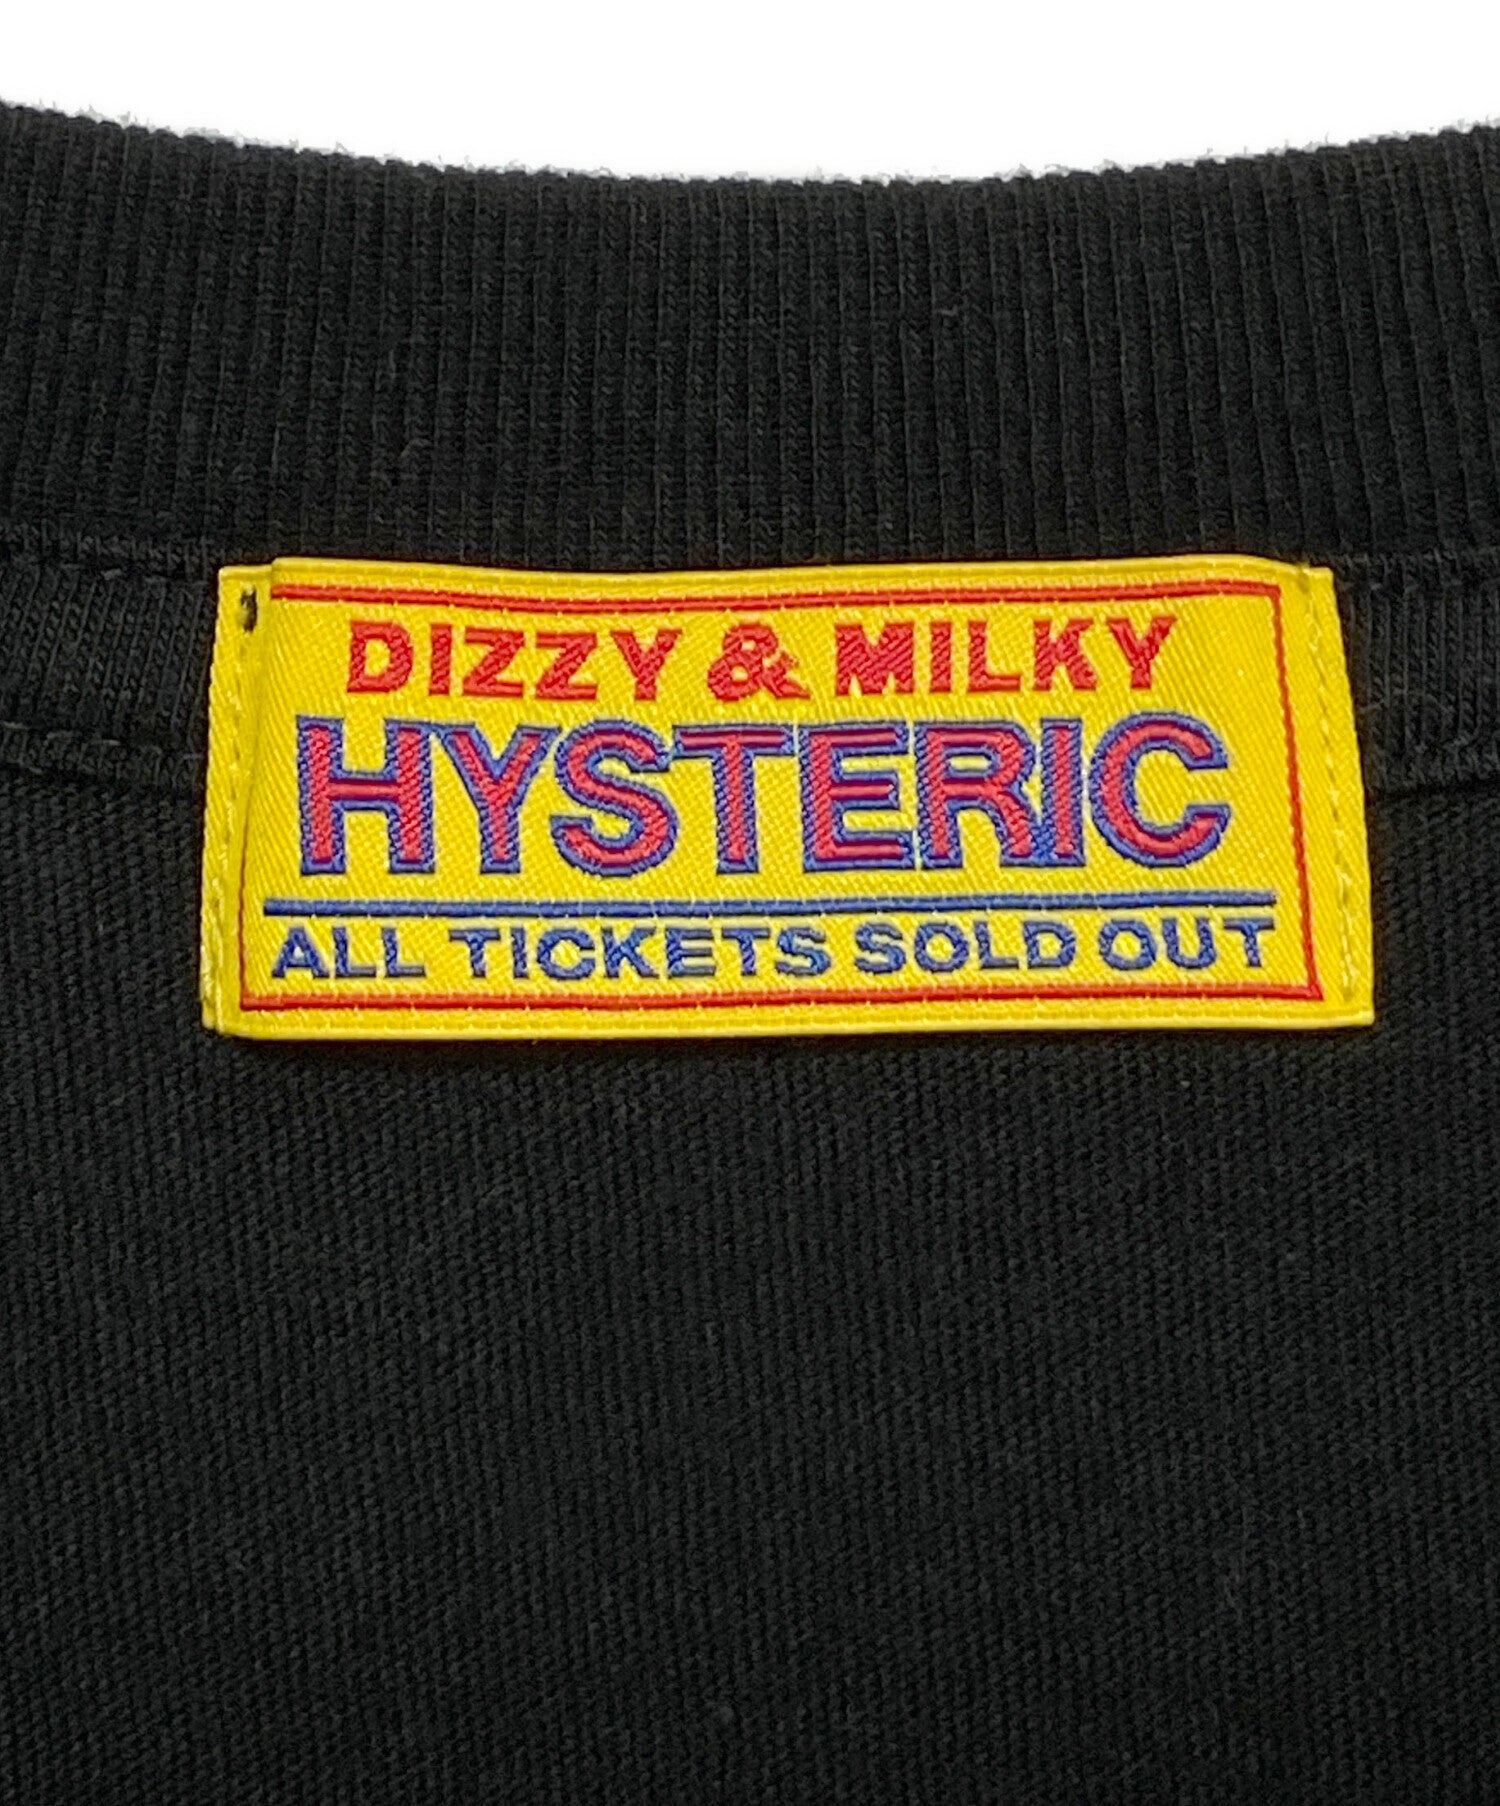 DIZZY & MILKY
HYSTERIC
ALL TICKETS SOLD OUT